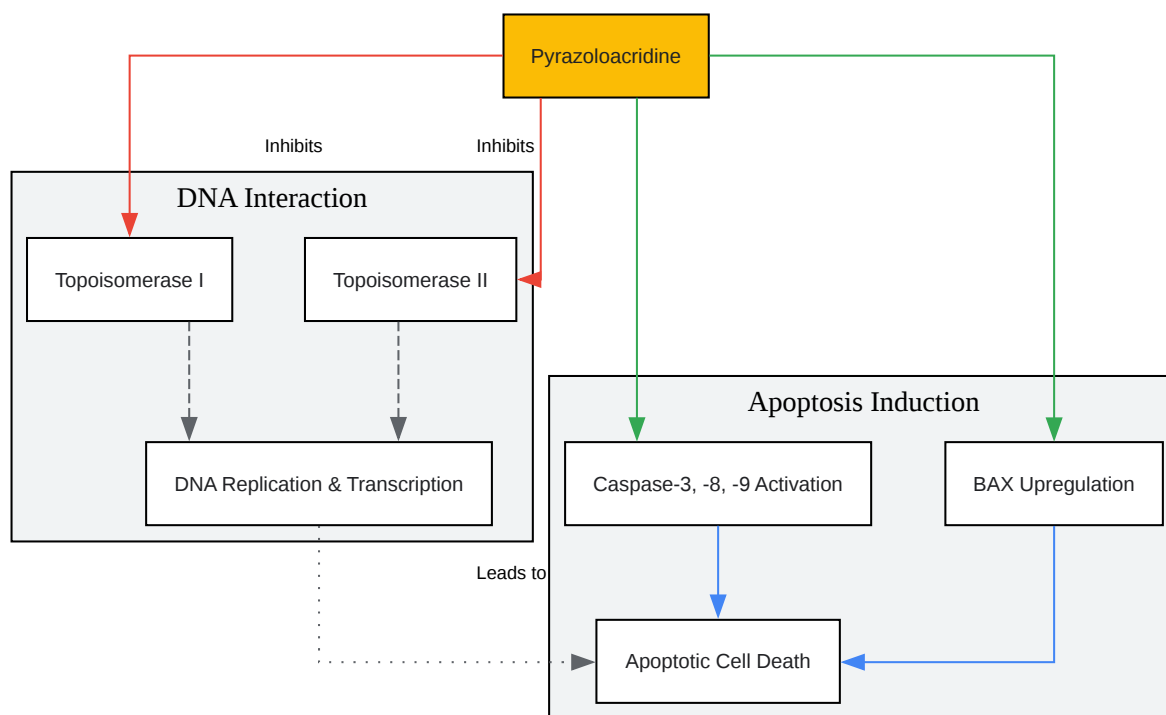 Pyrazoloacridine
Inhibits
Inhibits
DNA Interaction
Topoisomerase I
Topoisomerase II
DNA Replication & Transcription
Apoptosis Induction
Caspase-3, -8, -9 Activation
BAX Upregulation
Leads to
Apoptotic Cell Death